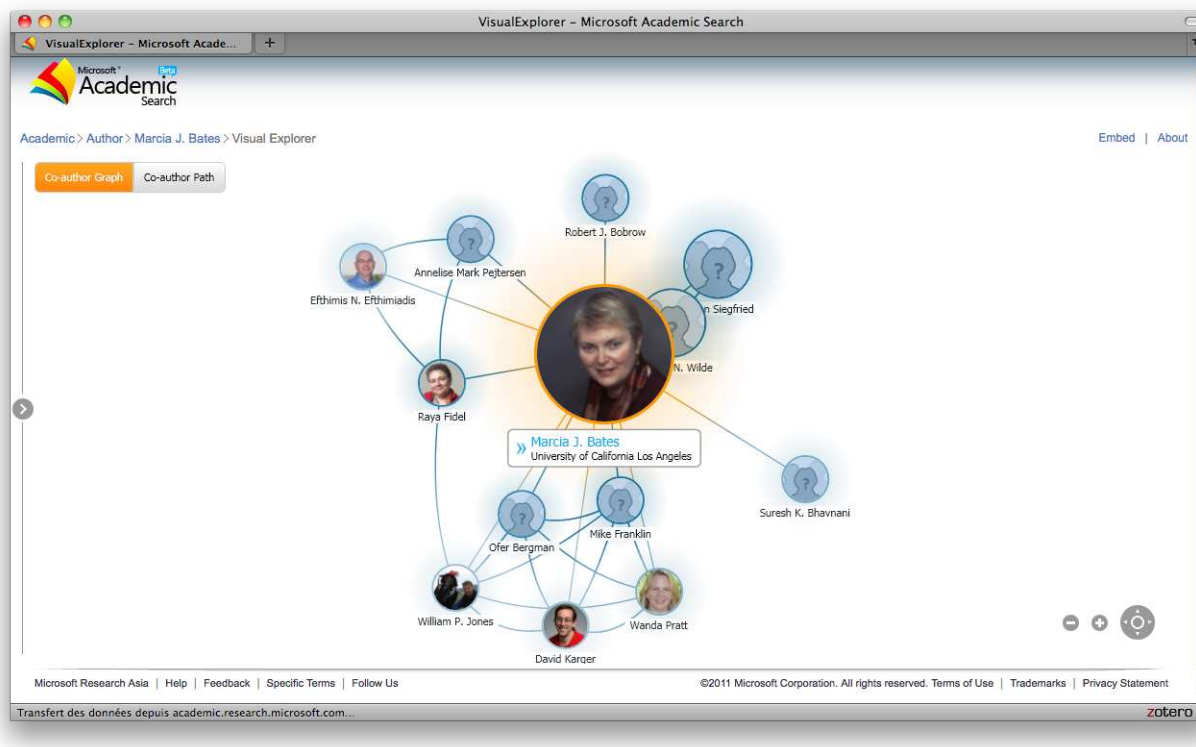 VisualExplorer – Microsoft Academic Search
VisualExplorer – Microsoft Acade...
+
Microsoft® Beta
Academic
Search
Academic > Author > Marcia J. Bates > Visual Explorer
Embed | About
Co-author Graph
Co-author Path
Robert J. Bobrow
Annelise Mark Pejtersen
Efthimis N. Efthimiadis
n Siegfried
N. Wilde
Raya Fidel
» Marcia J. Bates
University of California Los Angeles
Suresh K. Bhavnani
Mike Franklin
Ofer Bergman
William P. Jones
Wanda Pratt
David Karger
Microsoft Research Asia | Help | Feedback | Specific Terms | Follow Us
©2011 Microsoft Corporation. All rights reserved. Terms of Use | Trademarks | Privacy Statement
Transfert des données depuis academic.research.microsoft.com...
zotero